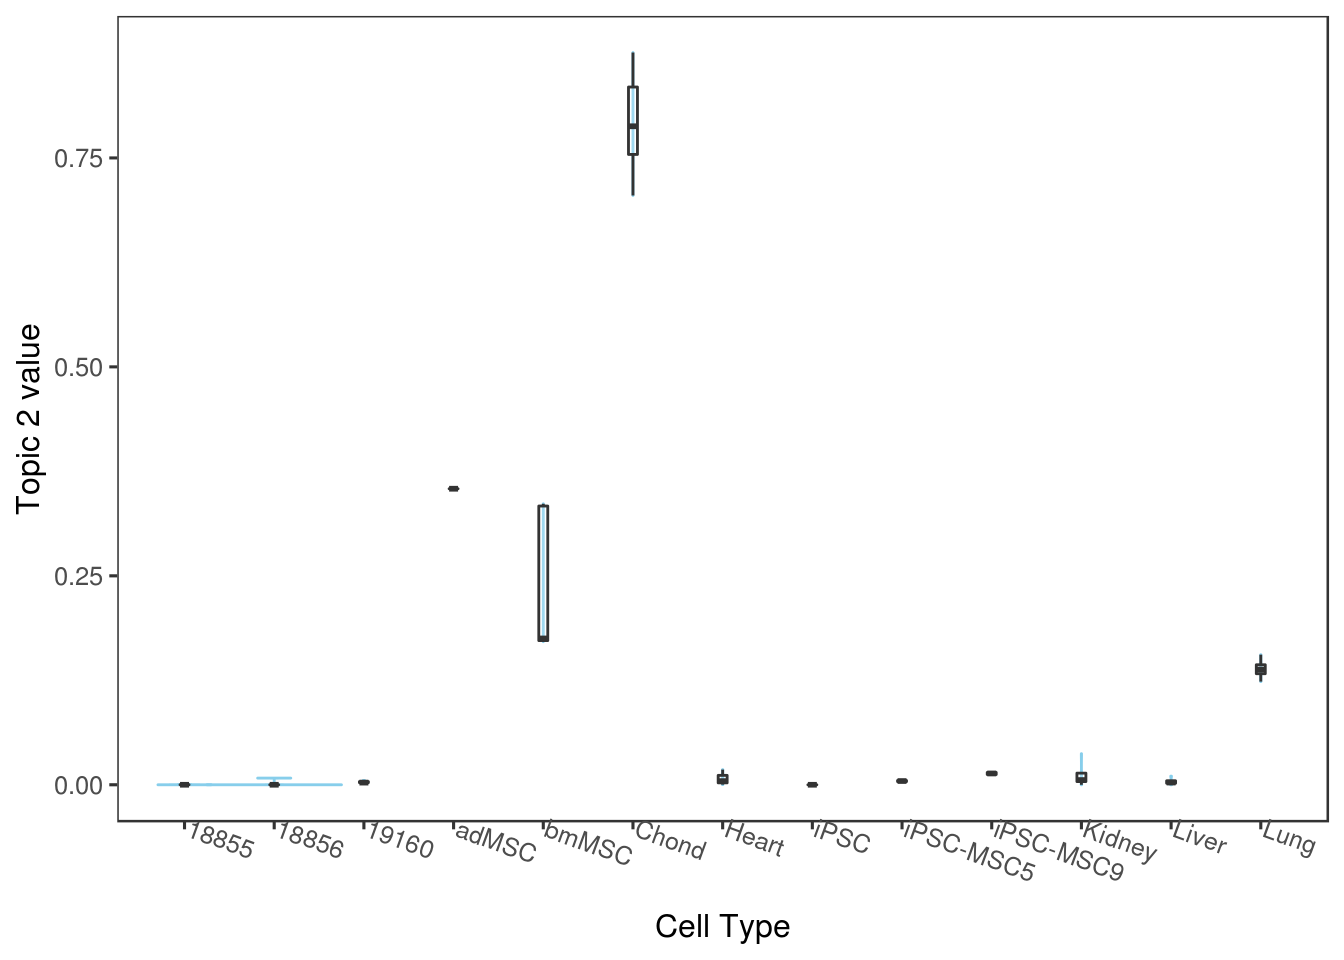 Topic 2 value
0.75
0.50
0.25
0.00
18855
18856
19160
adMSC
bmMSC
Chond
Heart
iPSC
iPSC-MSC5
iPSC-MSC9
Kidney
Liver
Lung
Cell Type